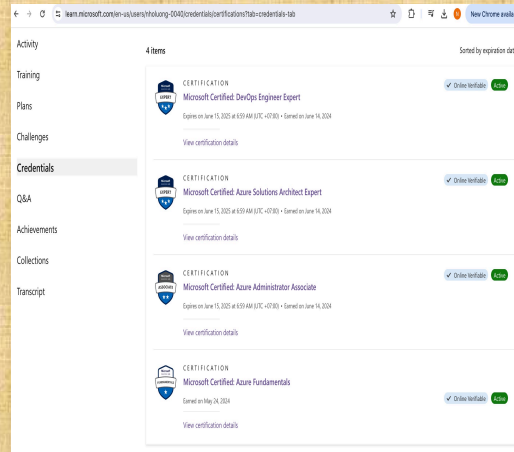 learn.microsoft.com/en-us/users/nholuong-0040/credentials/certifications?tab=credentials-tab
New Chrome availa
Activity
Training
Plans
Challenges
Credentials
Q&A
Achievements
Collections
Transcript
4 items
Sorted by expiration dat
EXPERT
CERTIFICATION
Microsoft Certified: DevOps Engineer Expert
Expires on June 15, 2025 at 6:59 AM (UTC +07:00) • Earned on June 14, 2024
View certification details
✓ Online Verifiable Active
EXPERT
CERTIFICATION
Microsoft Certified: Azure Solutions Architect Expert
Expires on June 15, 2025 at 6:59 AM (UTC +07:00) • Earned on June 14, 2024
View certification details
✓ Online Verifiable Active
ASSOCIATE
CERTIFICATION
Microsoft Certified: Azure Administrator Associate
Expires on June 15, 2025 at 6:59 AM (UTC +07:00) • Earned on June 14, 2024
View certification details
✓ Online Verifiable Active
FUNDAMENTALS
CERTIFICATION
Microsoft Certified: Azure Fundamentals
Earned on May 24, 2024
View certification details
✓ Online Verifiable Active